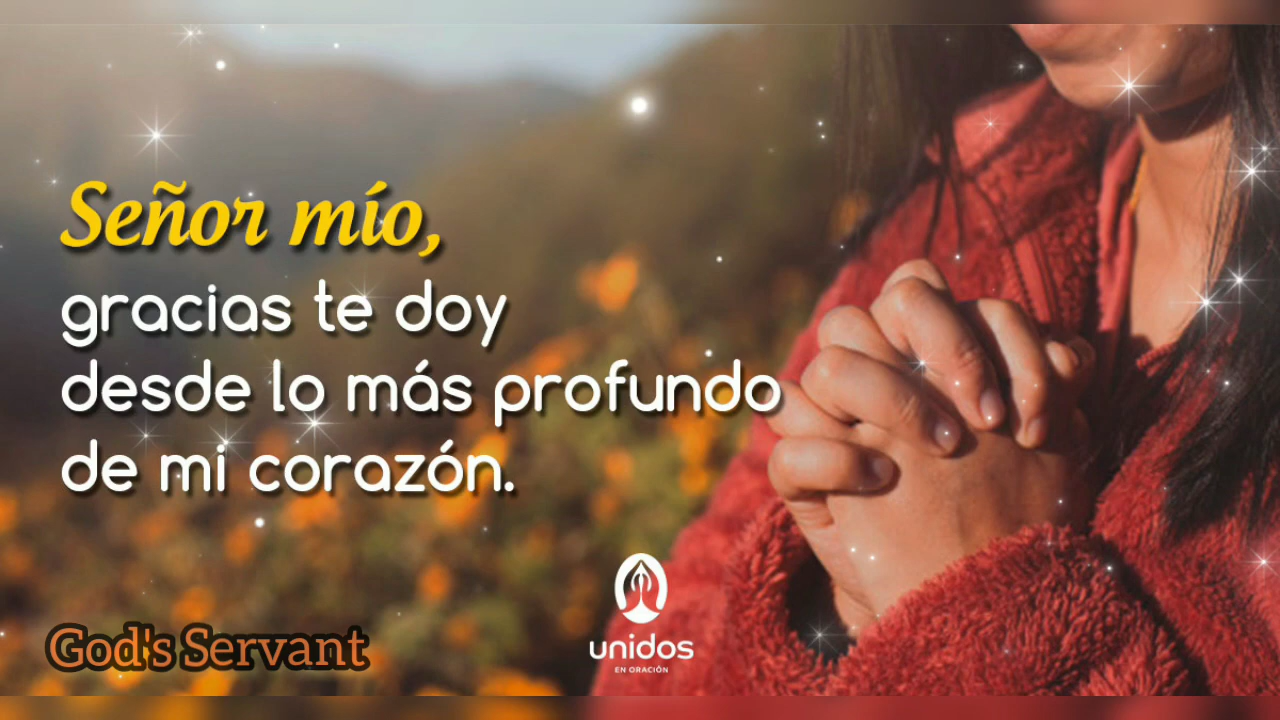 Señor mío,
gracias te doy
desde lo más profundo
de mi corazón.
God's Servant
unidos
EN ORACIÓN